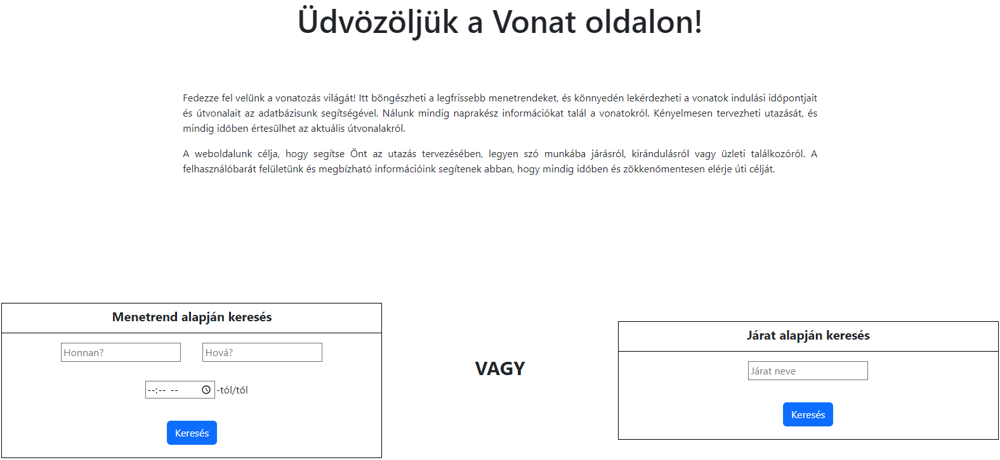 Üdvözöljük a Vonat oldalon!
Fedezze fel velünk a vonatozás világát! Itt böngészheti a legfrissebb menetrendeket, és könnyedén lekérdezheti a vonatok indulási időpontjait
és útvonalait az adatbázisunk segítségével. Nálunk mindig naprakész információkat talál a vonatokról. Kényelmesen tervezheti utazását, és
mindig időben értesülhet az aktuális útvonalakról.
A weboldalunk célja, hogy segítse Önt az utazás tervezésében, legyen szó munkába járásról, kirándulásról vagy üzleti találkozóról. A
felhasználóbarát felületünk és megbízható információink segítenek abban, hogy mindig időben és zökkenőmentesen elérje úti célját.
Menetrend alapján keresés
Honnan? Hová?
--:-- -- -tól/től
Keresés
VAGY
Járat alapján keresés
Járat neve
Keresés